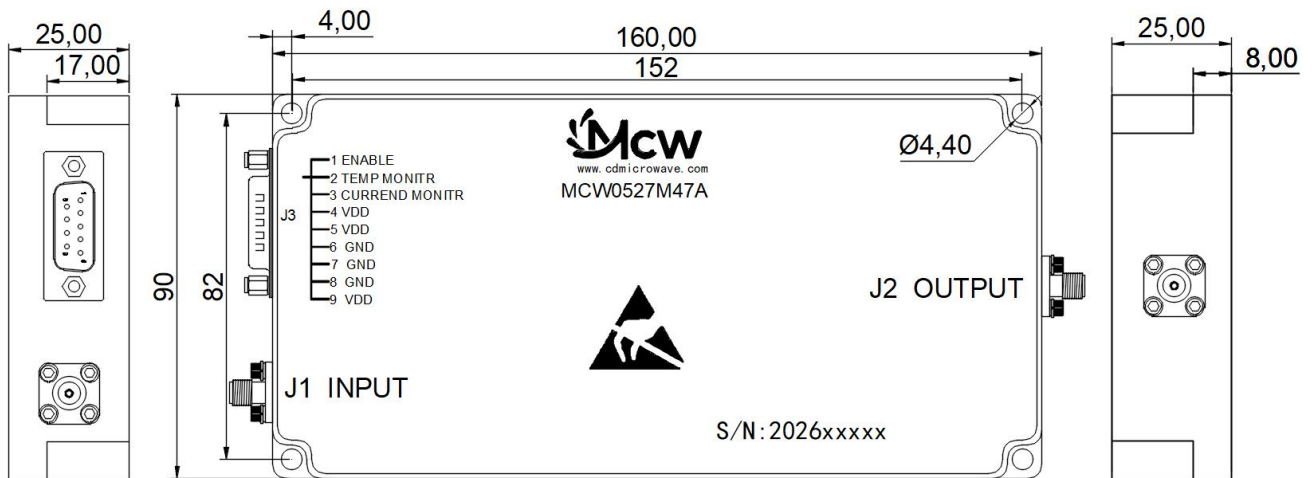 25,00
17,00
4,00
160,00
152
25,00
8,00
Ø4,40
90
82
Mcw
www.cdmicrowave.com
MCW0527M47A
J3
1 ENABLE
2 TEMP MONITR
3 CURREND MONITR
4 VDD
5 VDD
6 GND
7 GND
8 GND
9 VDD
J2 OUTPUT
J1 INPUT
S/N:2026xxxxx